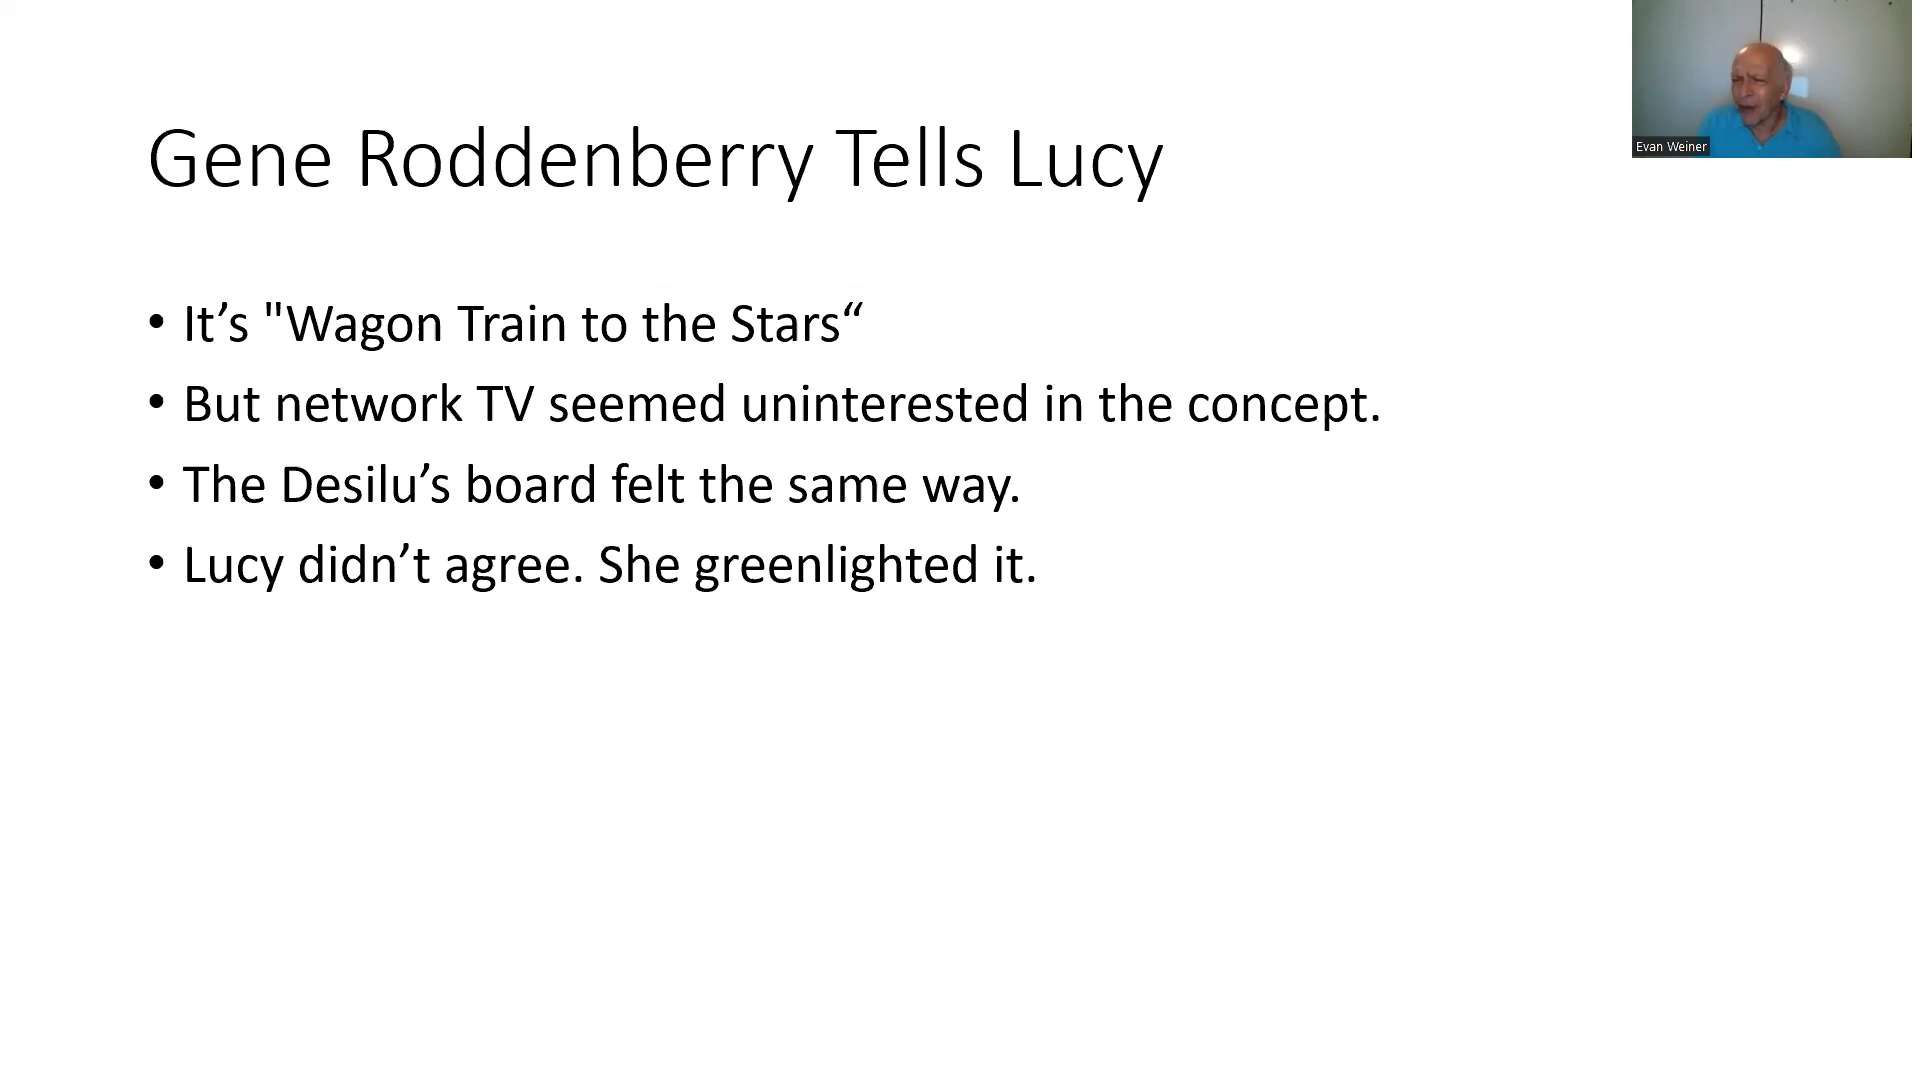 Gene Roddenberry Tells Lucy
Evan Weiner
• It’s "Wagon Train to the Stars“
• But network TV seemed uninterested in the concept.
• The Desilu’s board felt the same way.
• Lucy didn’t agree. She greenlighted it.